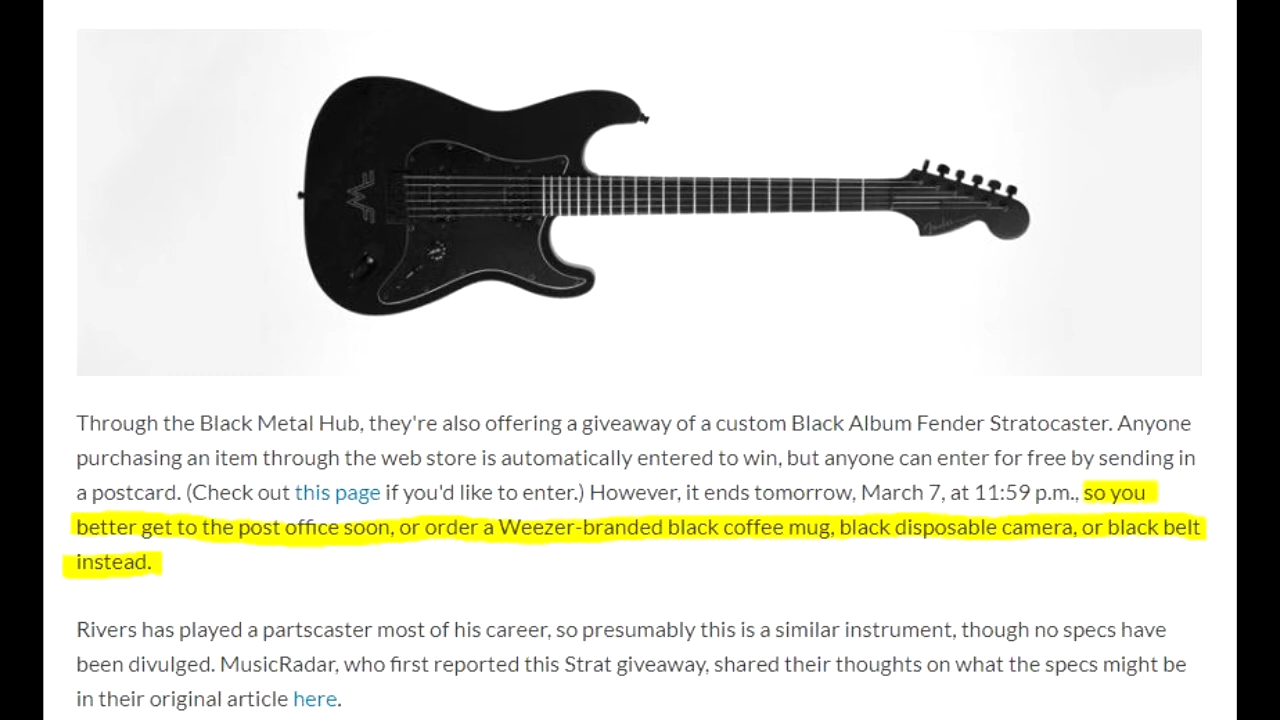 Fender
Through the Black Metal Hub, they're also offering a giveaway of a custom Black Album Fender Stratocaster. Anyone
purchasing an item through the web store is automatically entered to win, but anyone can enter for free by sending in
a postcard. (Check out this page if you'd like to enter.) However, it ends tomorrow, March 7, at 11:59 p.m., so you
better get to the post office soon, or order a Weezer-branded black coffee mug, black disposable camera, or black belt
instead.
Rivers has played a partscaster most of his career, so presumably this is a similar instrument, though no specs have
been divulged. MusicRadar, who first reported this Strat giveaway, shared their thoughts on what the specs might be
in their original article here.